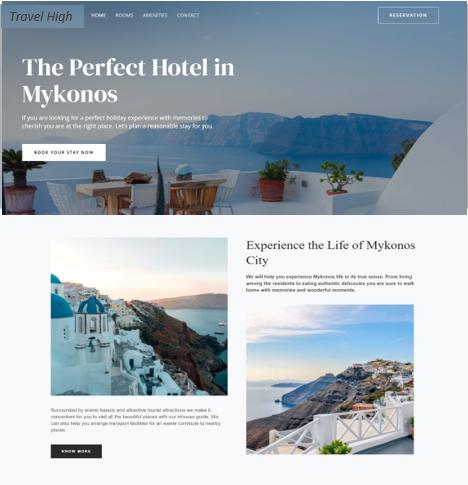 Travel High
HOME ROOMS AMENITIES CONTACT
RESERVATION
The Perfect Hotel in
Mykonos
If you are looking for a perfect holiday experience with memories to
cherish you are at the right place. Let's plan a reasonable stay for you.
BOOK YOUR STAY NOW
Experience the Life of Mykonos
City
We will help you experience Mykonos life in its true sense. From living
among the residents to eating authentic delicacies you are sure to walk
home with memories and wonderful moments.
Surrounded by scenic beauty and attractive tourist attractions we make it
convenient for you to visit all the beautiful places with our inhouse guide. We
can also help you arrange transport facilities for an easier commute to nearby
places.
KNOW MORE